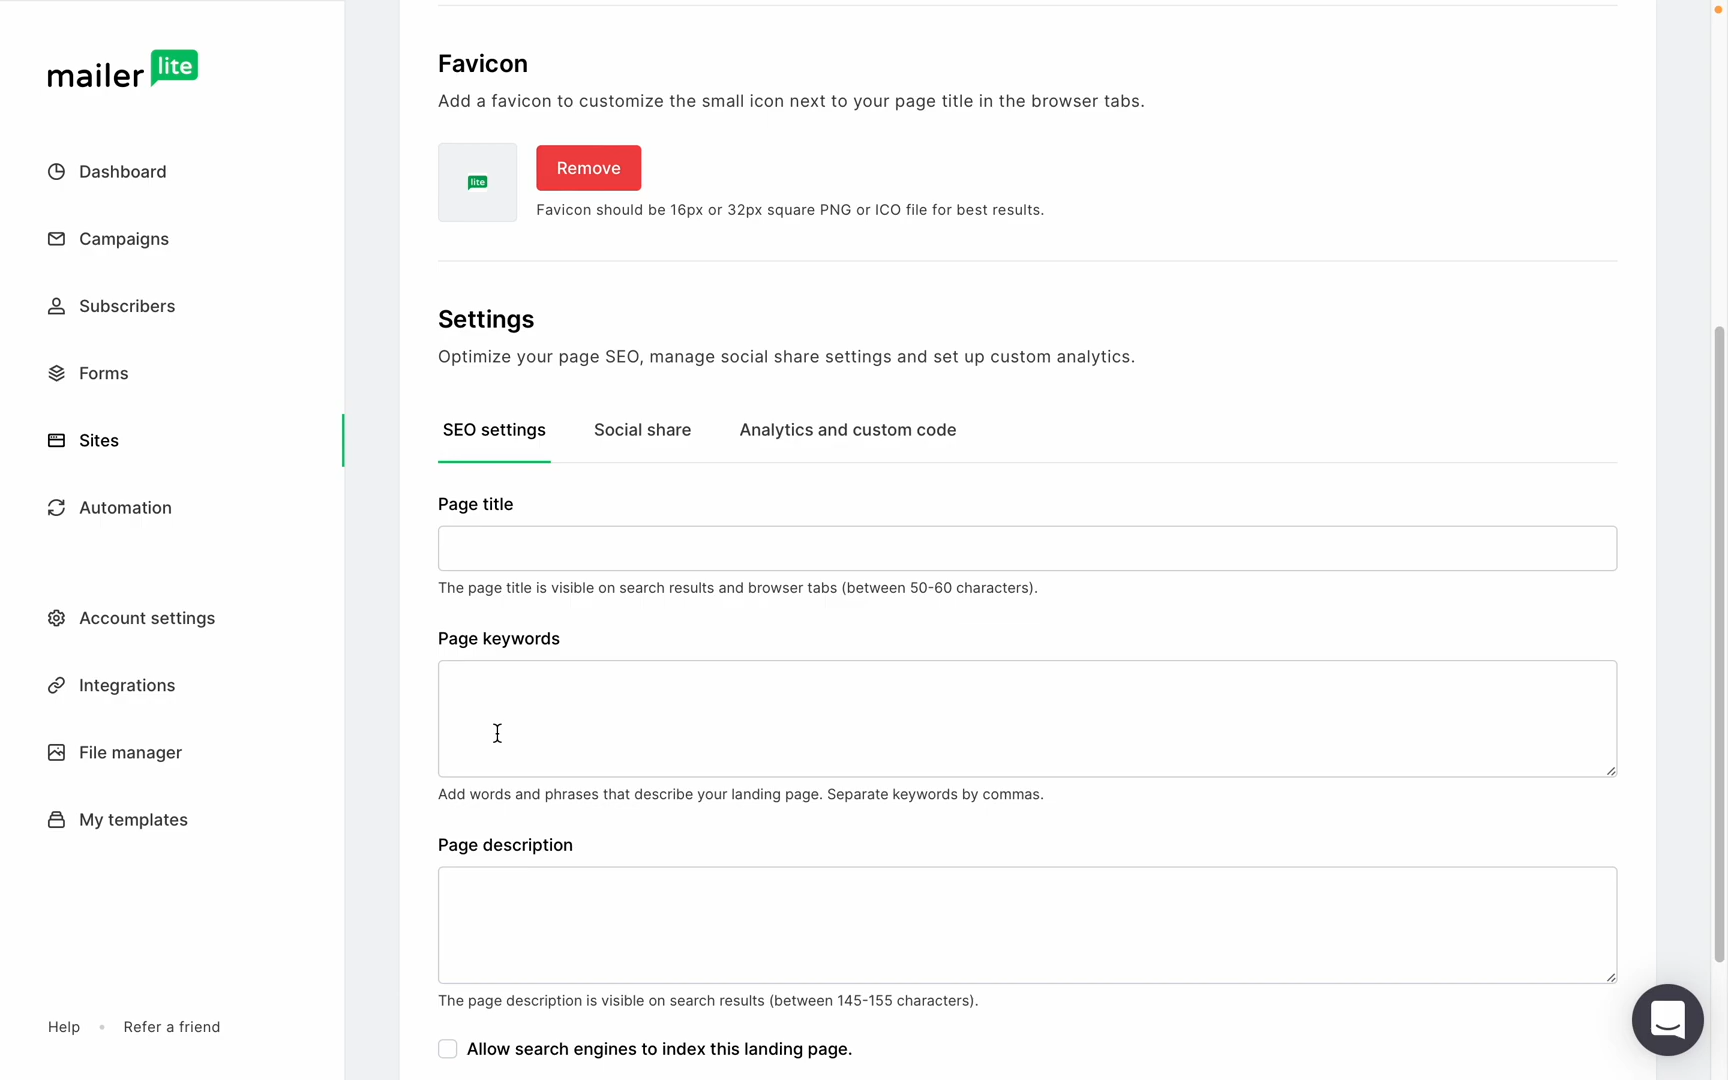 mailer lite
Dashboard
Campaigns
Subscribers
Forms
Sites
Automation
Account settings
Integrations
File manager
My templates
Help • Refer a friend
Favicon
Add a favicon to customize the small icon next to your page title in the browser tabs.
lite
Remove
Favicon should be 16px or 32px square PNG or ICO file for best results.
Settings
Optimize your page SEO, manage social share settings and set up custom analytics.
SEO settings Social share Analytics and custom code
Page title
The page title is visible on search results and browser tabs (between 50-60 characters).
Page keywords
Add words and phrases that describe your landing page. Separate keywords by commas.
Page description
The page description is visible on search results (between 145-155 characters).
Allow search engines to index this landing page.